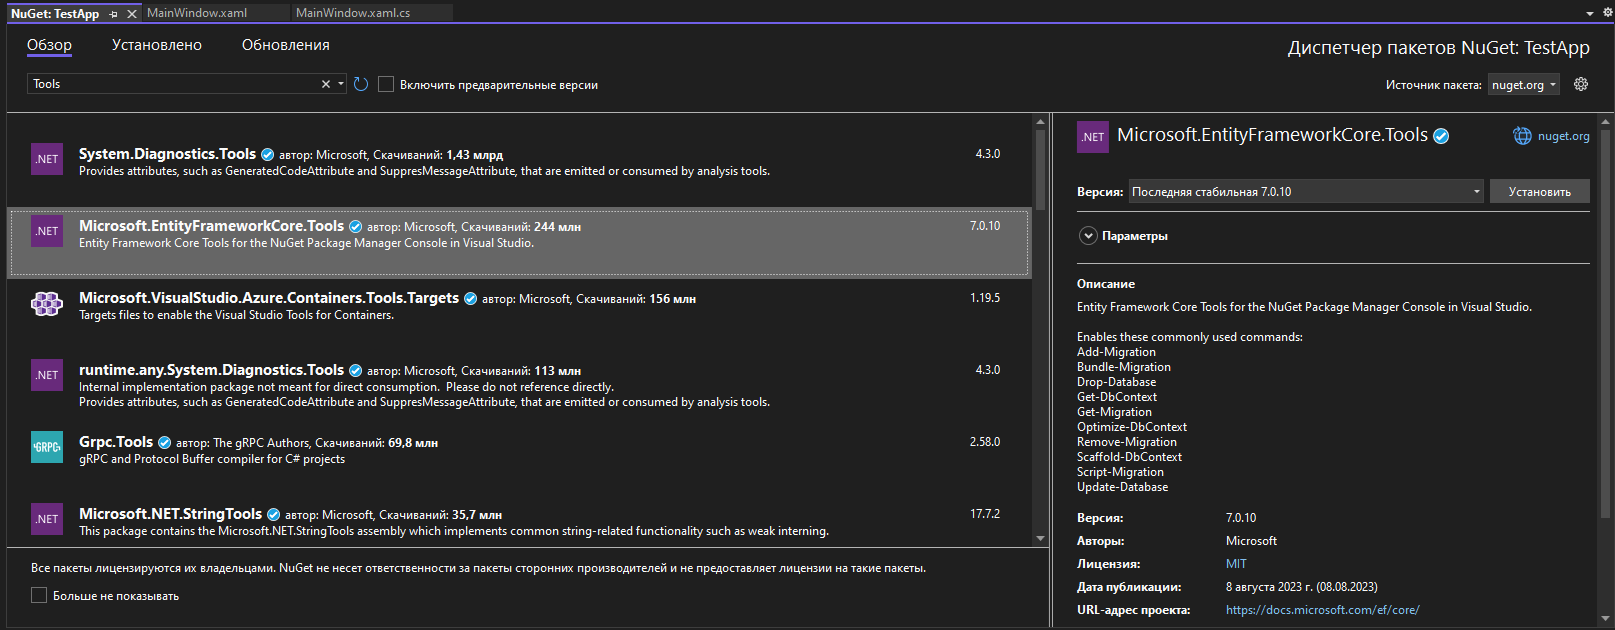 NuGet: TestApp
MainWindow.xaml
MainWindow.xaml.cs
Обзор
Установлено
Обновления
Диспетчер пакетов NuGet: TestApp
Tools
Включить предварительные версии
Источник пакета: nuget.org
.NET
System.Diagnostics.Tools автор: Microsoft, Скачиваний: 1,43 млрд
4.3.0
Provides attributes, such as GeneratedCodeAttribute and SuppresMessageAttribute, that are emitted or consumed by analysis tools.
.NET
Microsoft.EntityFrameworkCore.Tools автор: Microsoft, Скачиваний: 244 млн
7.0.10
Entity Framework Core Tools for the NuGet Package Manager Console in Visual Studio.
Microsoft.VisualStudio.Azure.Containers.Tools.Targets автор: Microsoft, Скачиваний: 156 млн
1.19.5
Targets files to enable the Visual Studio Tools for Containers.
.NET
runtime.any.System.Diagnostics.Tools автор: Microsoft, Скачиваний: 113 млн
4.3.0
Internal implementation package not meant for direct consumption.  Please do not reference directly.
Provides attributes, such as GeneratedCodeAttribute and SuppresMessageAttribute, that are emitted or consumed by analysis tools.
GRPC
Grpc.Tools автор: The gRPC Authors, Скачиваний: 69,8 млн
2.58.0
gRPC and Protocol Buffer compiler for C# projects
.NET
Microsoft.NET.StringTools автор: Microsoft, Скачиваний: 35,7 млн
17.7.2
This package contains the Microsoft.NET.StringTools assembly which implements common string-related functionality such as weak interning.
Все пакеты лицензируются их владельцами. NuGet не несет ответственности за пакеты сторонних производителей и не предоставляет лицензии на такие пакеты.
Больше не показывать
.NET
Microsoft.EntityFrameworkCore.Tools
nuget.org
Версия: Последняя стабильная 7.0.10
Установить
Параметры
Описание
Entity Framework Core Tools for the NuGet Package Manager Console in Visual Studio.
Enables these commonly used commands:
Add-Migration
Bundle-Migration
Drop-Database
Get-DbContext
Get-Migration
Optimize-DbContext
Remove-Migration
Scaffold-DbContext
Script-Migration
Update-Database
Версия: 7.0.10
Авторы: Microsoft
Лицензия: MIT
Дата публикации: 8 августа 2023 г. (08.08.2023)
URL-адрес проекта: https://docs.microsoft.com/ef/core/